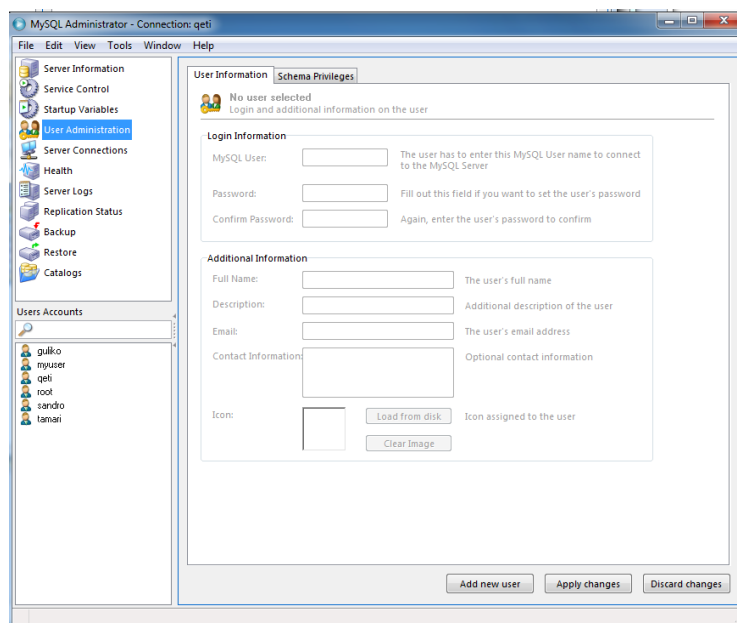 MySQL Administrator - Connection: qeti
File Edit View Tools Window Help
Server Information
Service Control
Startup Variables
User Administration
Server Connections
Health
Server Logs
Replication Status
Backup
Restore
Catalogs
Users Accounts
guliko
myuser
qeti
root
sandro
tamari
User Information Schema Privileges
No user selected
Login and additional information on the user
Login Information
MySQL User:
The user has to enter this MySQL User name to connect
to the MySQL Server
Password:
Fill out this field if you want to set the user's password
Confirm Password:
Again, enter the user's password to confirm
Additional Information
Full Name:
The user's full name
Description:
Additional description of the user
Email:
The user's email address
Contact Information:
Optional contact information
Icon:
Load from disk
Icon assigned to the user
Clear Image
Add new user Apply changes Discard changes